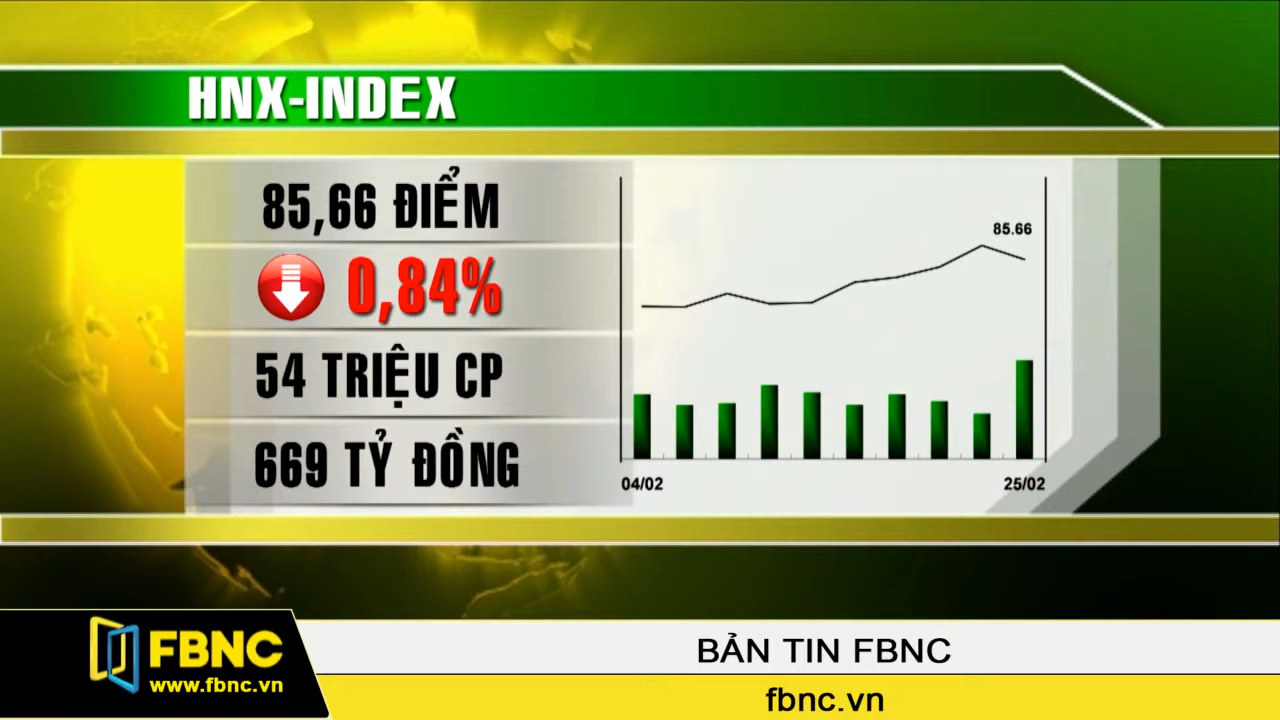 HNX-INDEX
85,66 ĐIỂM
0,84%
54 TRIỆU CP
669 TỶ ĐỒNG
85.66
04/02
25/02
FBNC
www.fbnc.vn
BẢN TIN FBNC
fbnc.vn